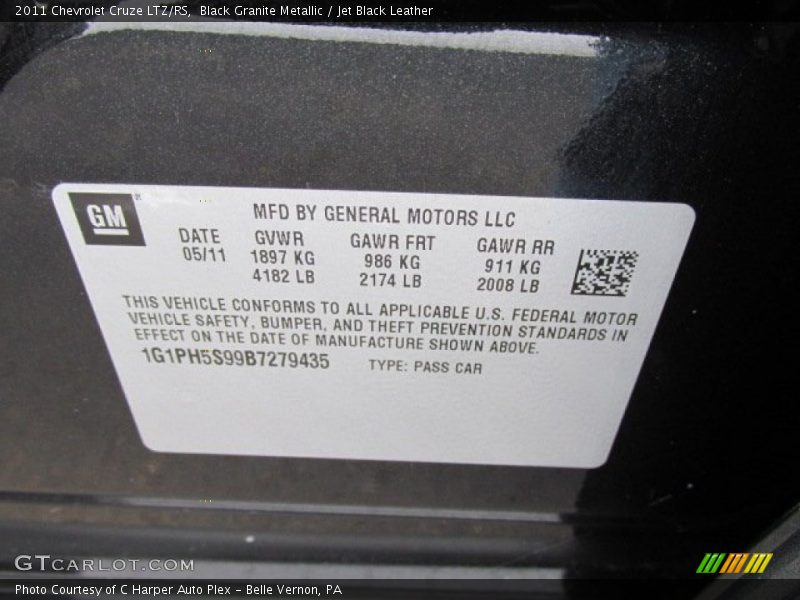 2011 Chevrolet Cruze LTZ/RS, Black Granite Metallic / Jet Black Leather
GM
MFD BY GENERAL MOTORS LLC
DATE GVWR GAWR FRT GAWR RR
05/11 1897 KG 986 KG 911 KG
4182 LB 2174 LB 2008 LB
THIS VEHICLE CONFORMS TO ALL APPLICABLE U.S. FEDERAL MOTOR
VEHICLE SAFETY, BUMPER, AND THEFT PREVENTION STANDARDS IN
EFFECT ON THE DATE OF MANUFACTURE SHOWN ABOVE.
1G1PH5S99B7279435 TYPE: PASS CAR
GTCARLOT.COM
Photo Courtesy of C Harper Auto Plex – Belle Vernon, PA